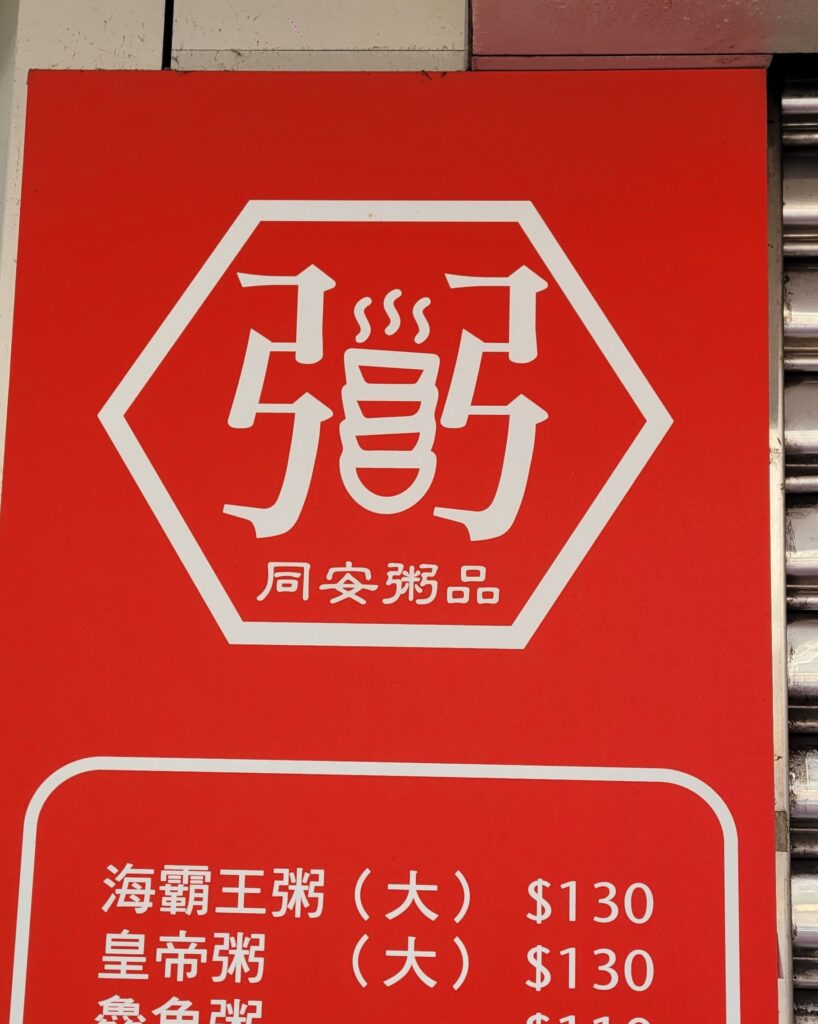 粥
同安粥品
海霸王粥（大） $130
皇帝粥 （大） $130